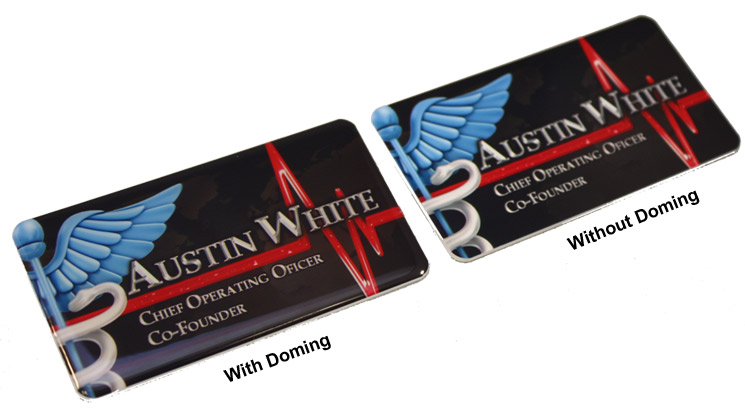 AUSTIN WHITE
CHIEF OPERATING OFICER
CO-FOUNDER
With Doming
AUSTIN WHITE
CHIEF OPERATING OFICER
CO-FOUNDER
Without Doming